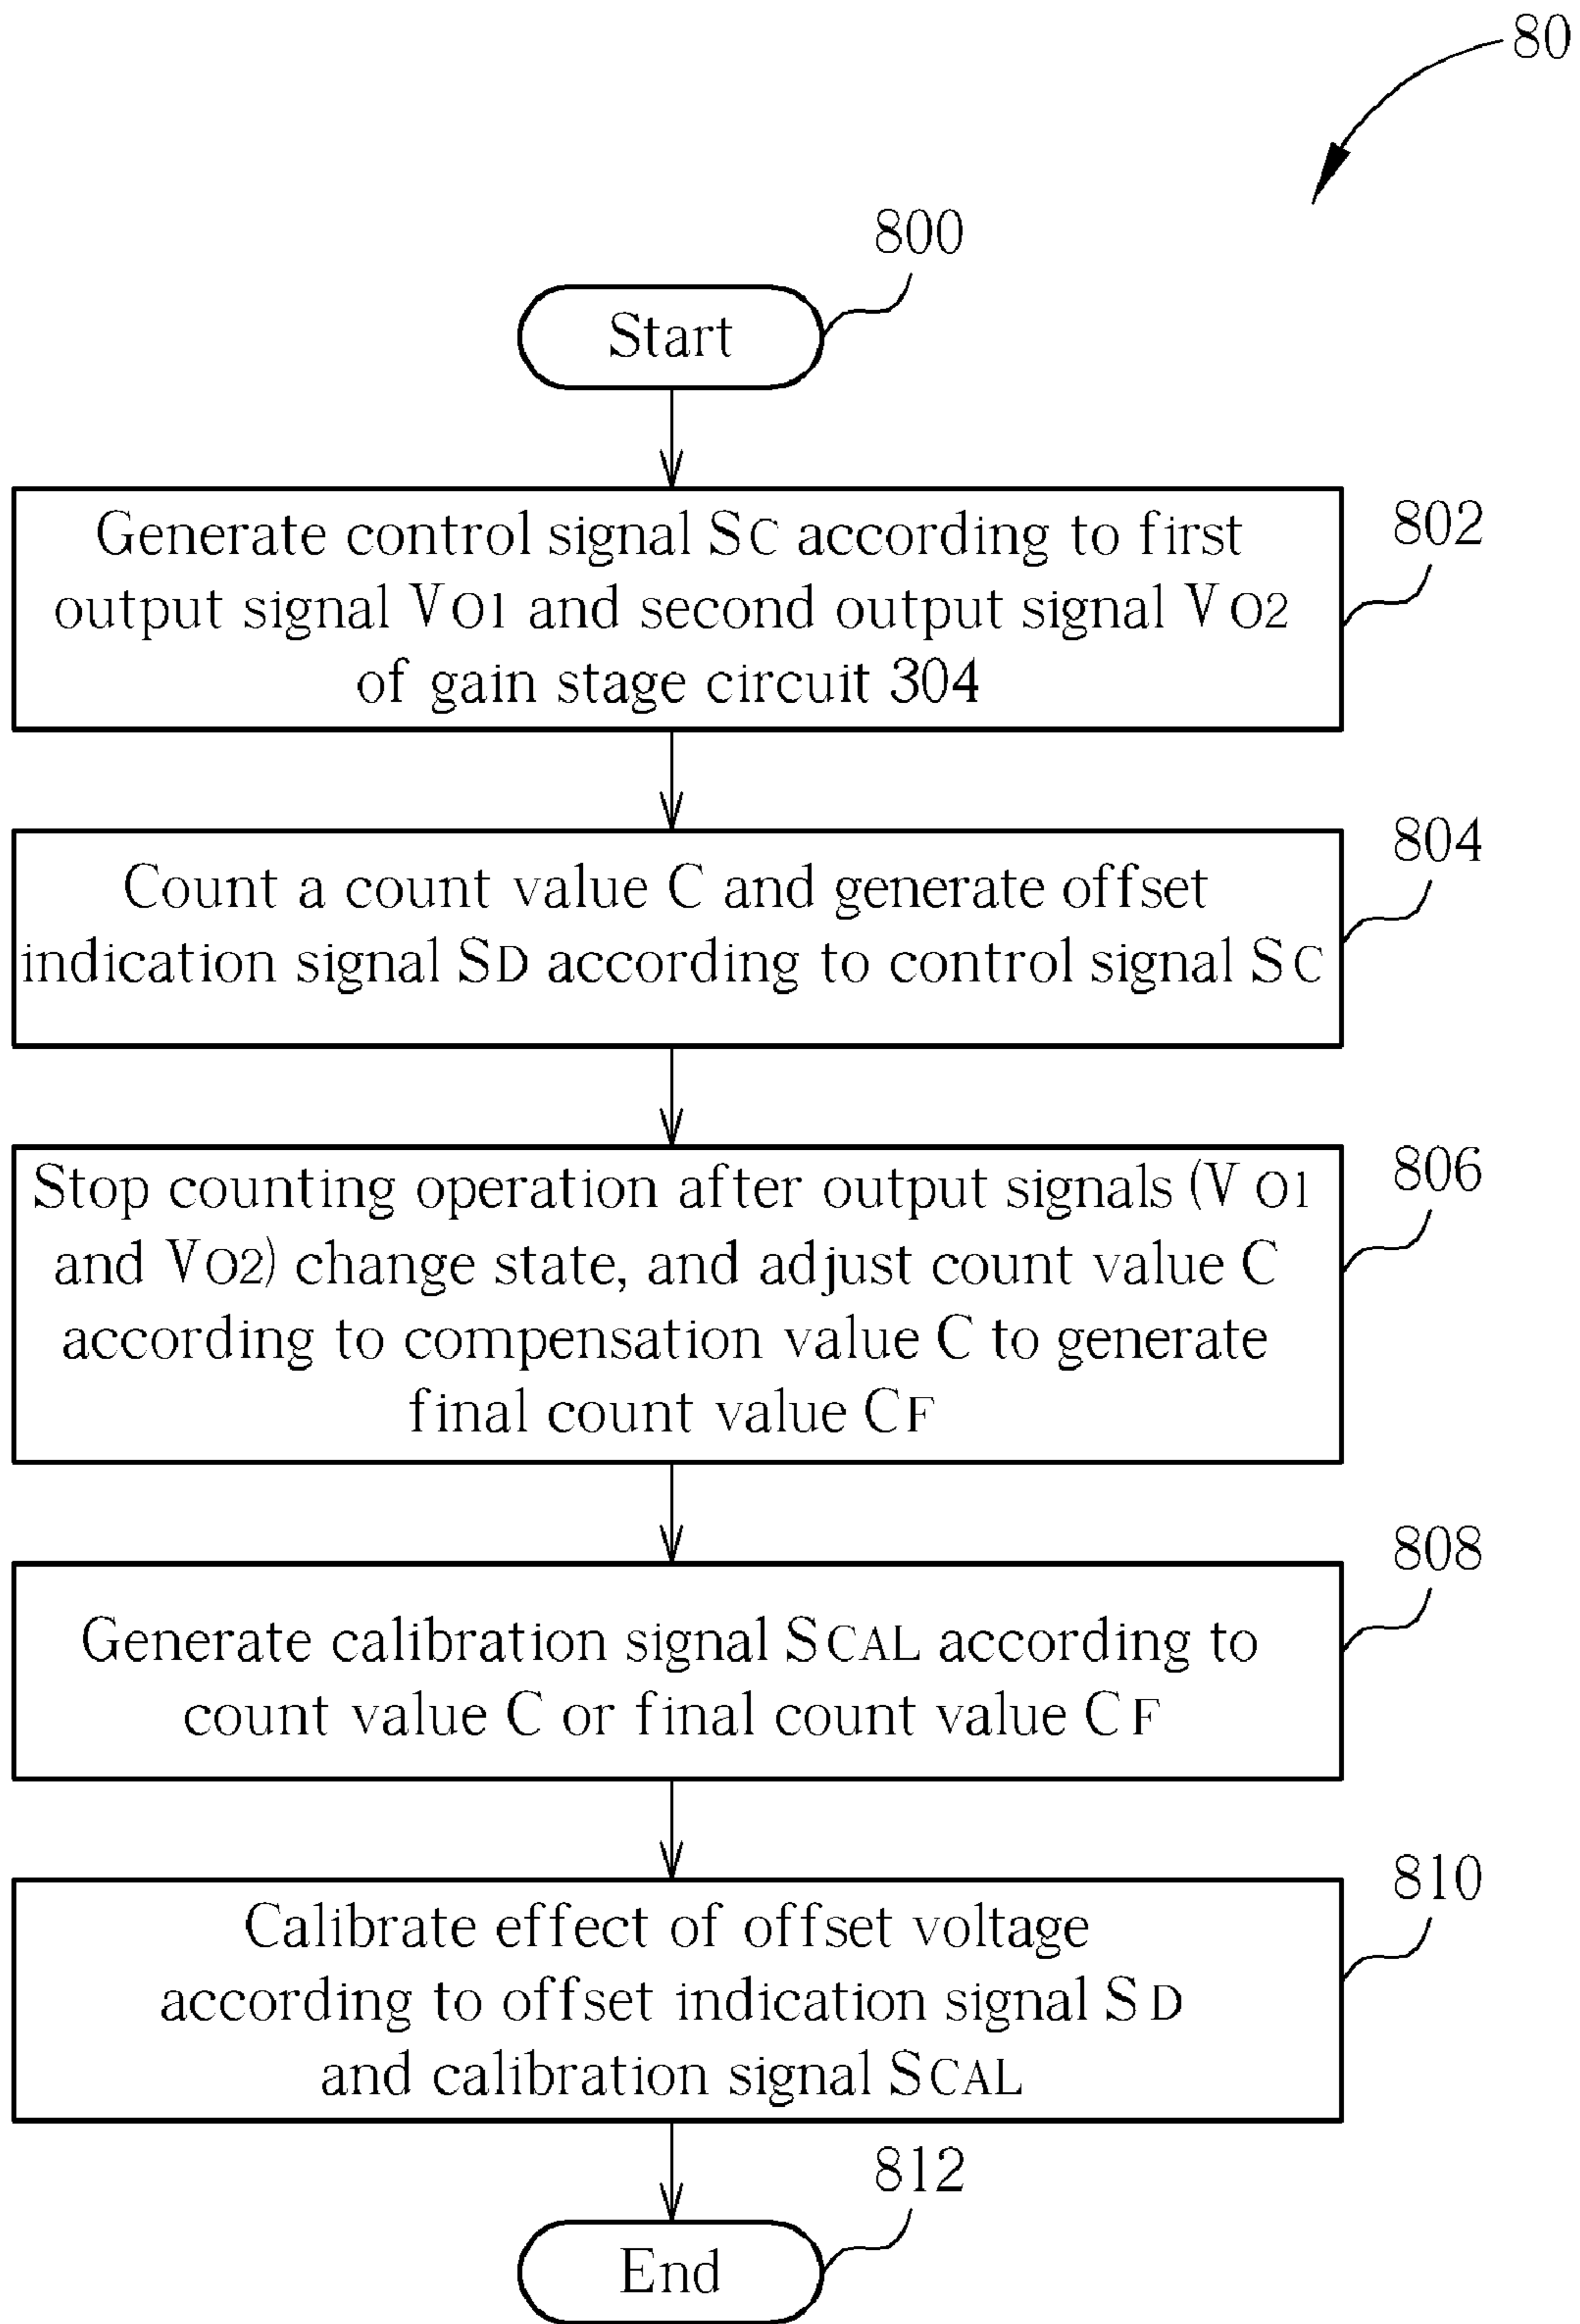 80
800
Start
802
Generate control signal SC according to first
output signal VO1 and second output signal VO2
of gain stage circuit 304
804
Count a count value C and generate offset
indication signal SD according to control signal SC
806
Stop counting operation after output signals (VO1
and VO2) change state, and adjust count value C
according to compensation value C to generate
final count value CF
808
Generate calibration signal SCAL according to
count value C or final count value CF
810
Calibrate effect of offset voltage
according to offset indication signal SD
and calibration signal SCAL
812
End